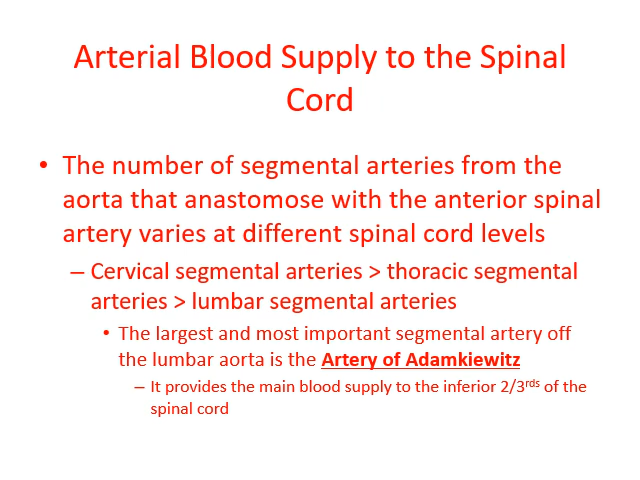 Arterial Blood Supply to the Spinal
Cord
• The number of segmental arteries from the
aorta that anastomose with the anterior spinal
artery varies at different spinal cord levels
– Cervical segmental arteries > thoracic segmental
arteries > lumbar segmental arteries
• The largest and most important segmental artery off
the lumbar aorta is the Artery of Adamkiewitz
– It provides the main blood supply to the inferior 2/3rds of the
spinal cord